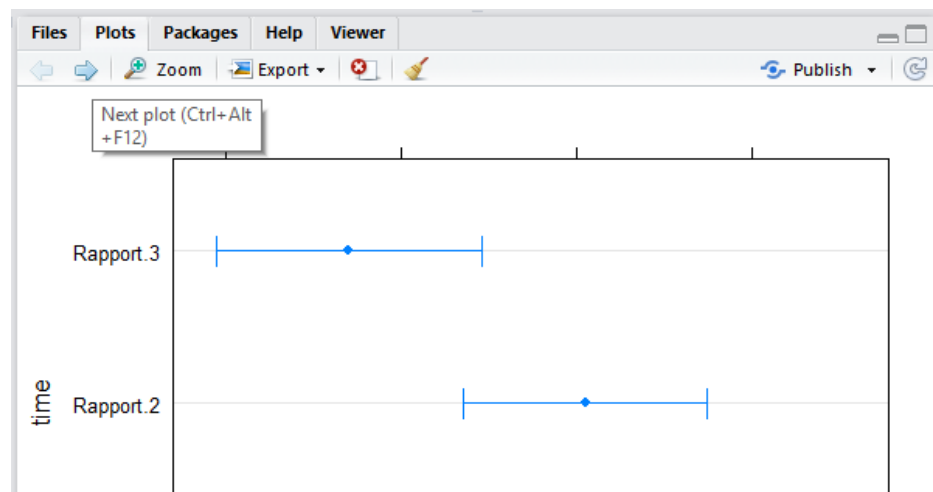 Files Plots Packages Help Viewer
Zoom Export Publish
Next plot (Ctrl+Alt
+F12)
Rapport.3
time
Rapport.2